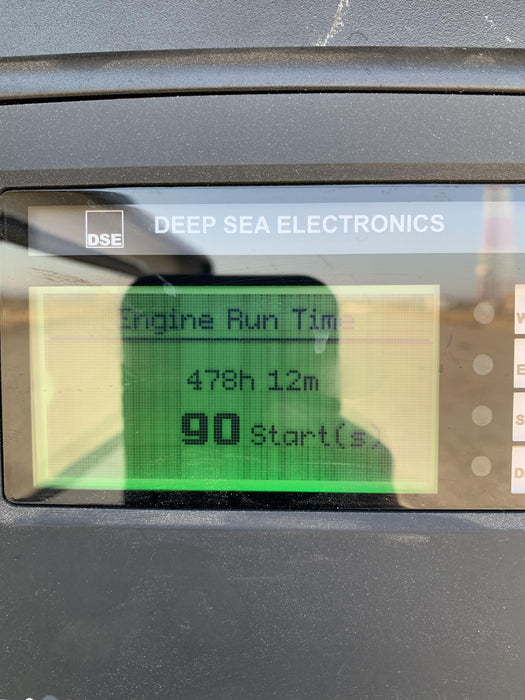 DSE DEEP SEA ELECTRONICS
Engine Run Time
478h 12m
90 Start(s)
W
E
S
D